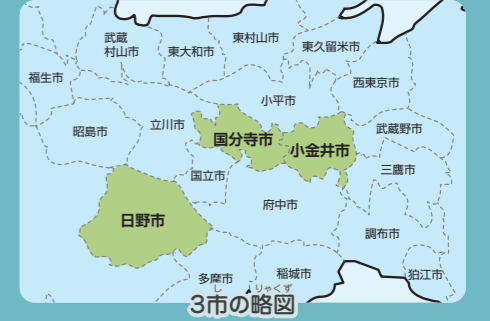 武蔵
村山市
東大和市
東村山市
東久留米市
福生市
西東京市
小平市
昭島市
立川市
国分寺市
小金井市
武蔵野市
三鷹市
国立市
府中市
日野市
調布市
多摩市
稲城市
狛江市
し
りゃくず
3市の略図